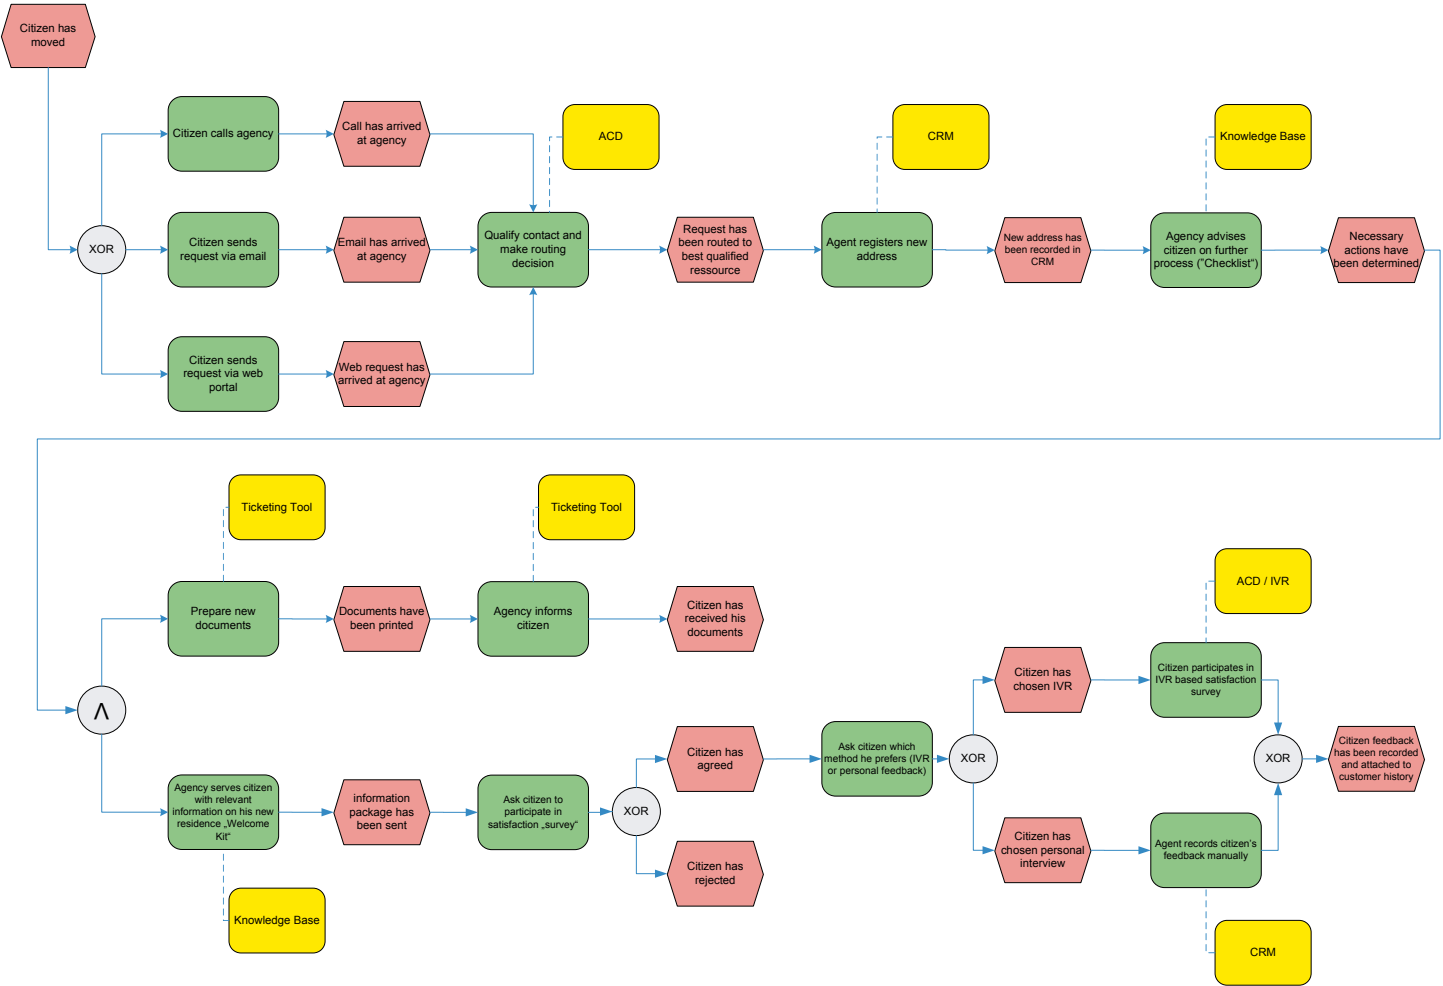 Citizen has
moved
Citizen calls agency
Call has arrived
at agency
ACD
CRM
Knowledge Base
XOR
Citizen sends
request via email
Email has arrived
at agency
Qualify contact and
make routing
decision
Request has
been routed to
best qualified
ressource
Agent registers new
address
New address has
been recorded in
CRM
Agency advises
citizen on further
process ("Checklist“)
Necessary
actions have
been determined
Citizen sends
request via web
portal
Web request has
arrived at agency
Ticketing Tool
Ticketing Tool
Prepare new
documents
Documents have
been printed
Agency informs
citizen
Citizen has
received his
documents
ACD / IVR
Λ
Citizen has
chosen IVR
Citizen participates in
IVR based satisfaction
survey
Citizen has
agreed
Ask citizen which
method he prefers (IVR
or personal feedback)
XOR
XOR
Citizen feedback
has been recorded
and attached to
customer history
Agency serves citizen
with relevant
information on his new
residence „Welcome
Kit“
information
package has
been sent
Ask citizen to
participate in
satisfaction „survey“
XOR
Citizen has
rejected
Citizen has
chosen personal
interview
Agent records citizen’s
feedback manually
Knowledge Base
CRM